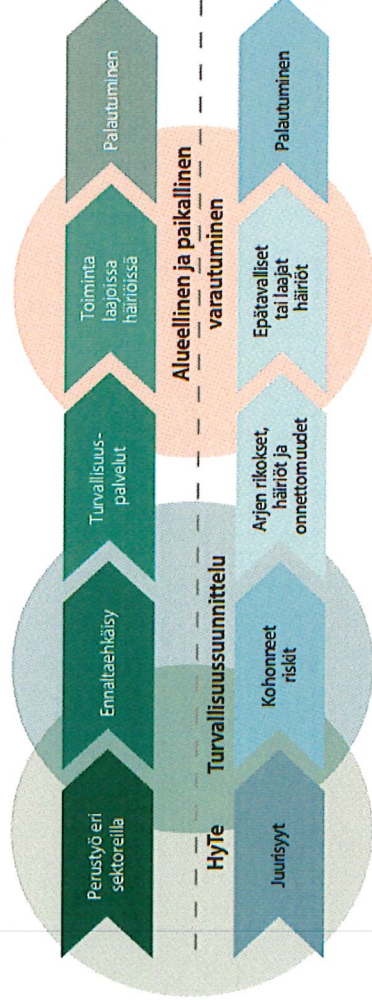 Perustyö eri
sektoreilla
Ennaltaehkäisy
Turvallisuus-
palvelut
Toiminta
laajoissa
häiriöissä
Palautuminen
HyTe
Turvallisuussuunnittelu
Alueellinen ja paikallinen
varautuminen
Juurisyyt
Kohonneet
riskit
Arjen rikokset,
häiriöt ja
onnettomuudet
Epätavalliset
tai laajat
häiriöt
Palautuminen